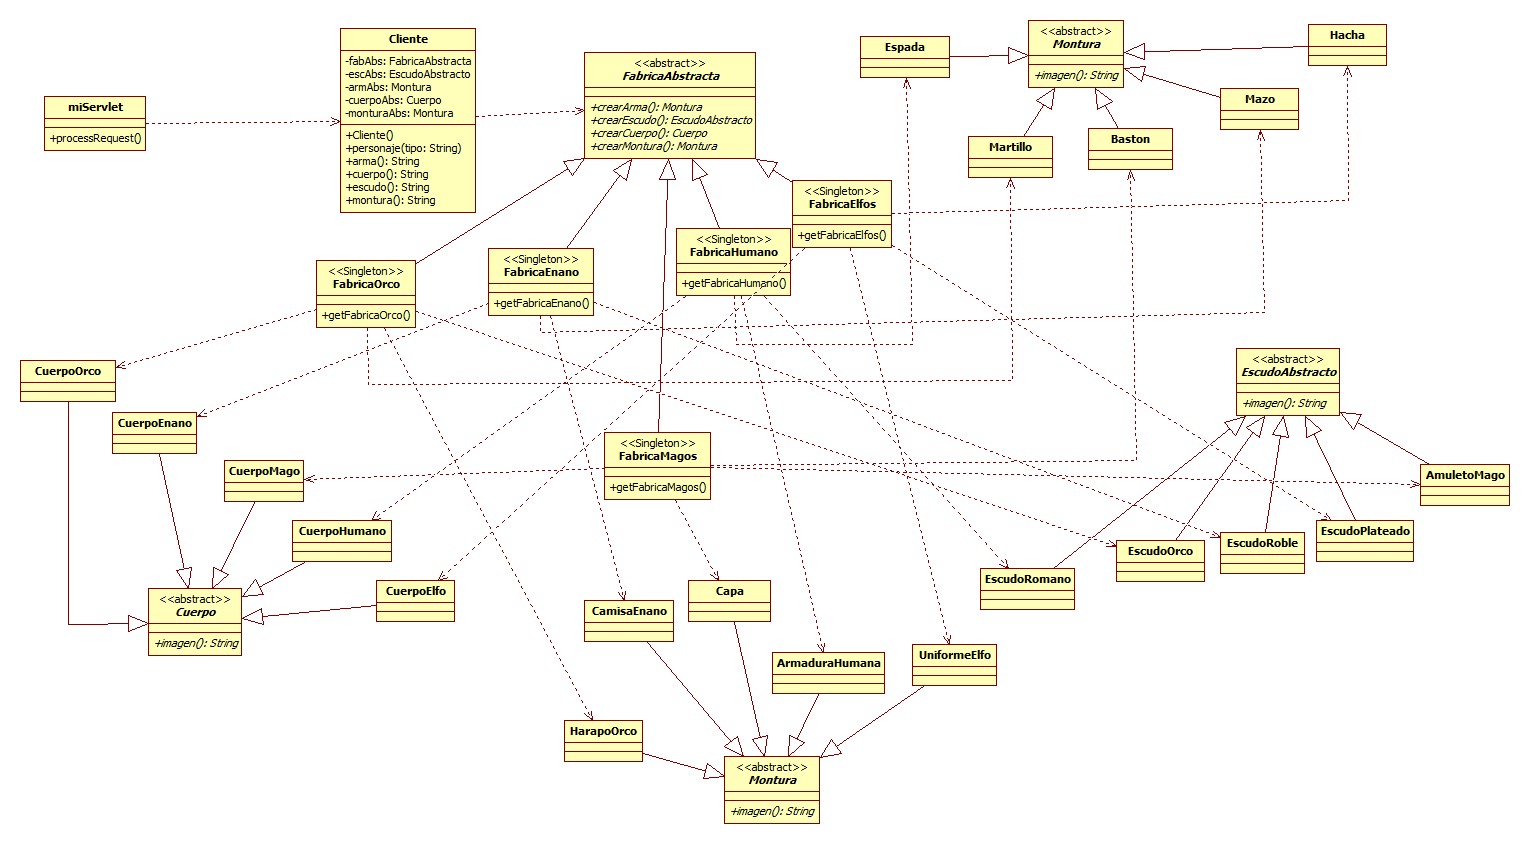 miServlet
+processRequest()
Cliente
-fabAbs: FabricaAbstracta
-escAbs: EscudoAbstracto
-armAbs: Montura
-cuerpoAbs: Cuerpo
-monturaAbs: Montura
+Cliente()
+personaje(tipo: String)
+arma(): String
+cuerpo(): String
+escudo(): String
+montura(): String
<<abstract>>
FabricaAbstracta
+crearArma(): Montura
+crearEscudo(): EscudoAbstracto
+crearCuerpo(): Cuerpo
+crearMontura(): Montura
Espada
<<abstract>>
Montura
+imagen(): String
Hacha
Mazo
Martillo
Baston
<<Singleton>>
FabricaElfos
+getFabricaElfos()
<<Singleton>>
FabricaHumano
+getFabricaHumano()
<<Singleton>>
FabricaEnano
+getFabricaEnano()
<<Singleton>>
FabricaOrco
+getFabricaOrco()
<<Singleton>>
FabricaMagos
+getFabricaMagos()
CuerpoOrco
CuerpoEnano
CuerpoMago
CuerpoHumano
CuerpoElfo
<<abstract>>
Cuerpo
+imagen(): String
<<abstract>>
EscudoAbstracto
+imagen(): String
AmuletoMago
EscudoPlateado
EscudoRoble
EscudoOrco
EscudoRomano
CamisaEnano
Capa
ArmaduraHumana
UniformeElfo
HarapoOrco
<<abstract>>
Montura
+imagen(): String